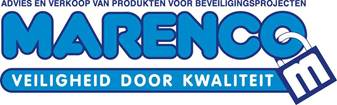 ADVIES EN VERKOOP VAN PRODUKTEN VOOR BEVEILIGINGSPROJECTEN
MARENCO
VEILIGHEID DOOR KWALITEIT
m